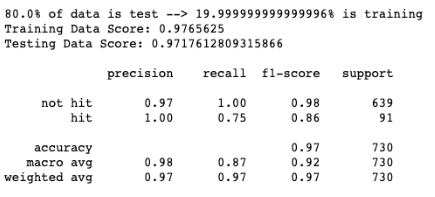 80.0% of data is test --> 19.999999999999996% is training
Training Data Score: 0.9765625
Testing Data Score: 0.9717612809315866
precision recall f1-score support
not hit 0.97 1.00 0.98 639
hit 1.00 0.75 0.86 91
accuracy 0.97 730
macro avg 0.98 0.87 0.92 730
weighted avg 0.97 0.97 0.97 730